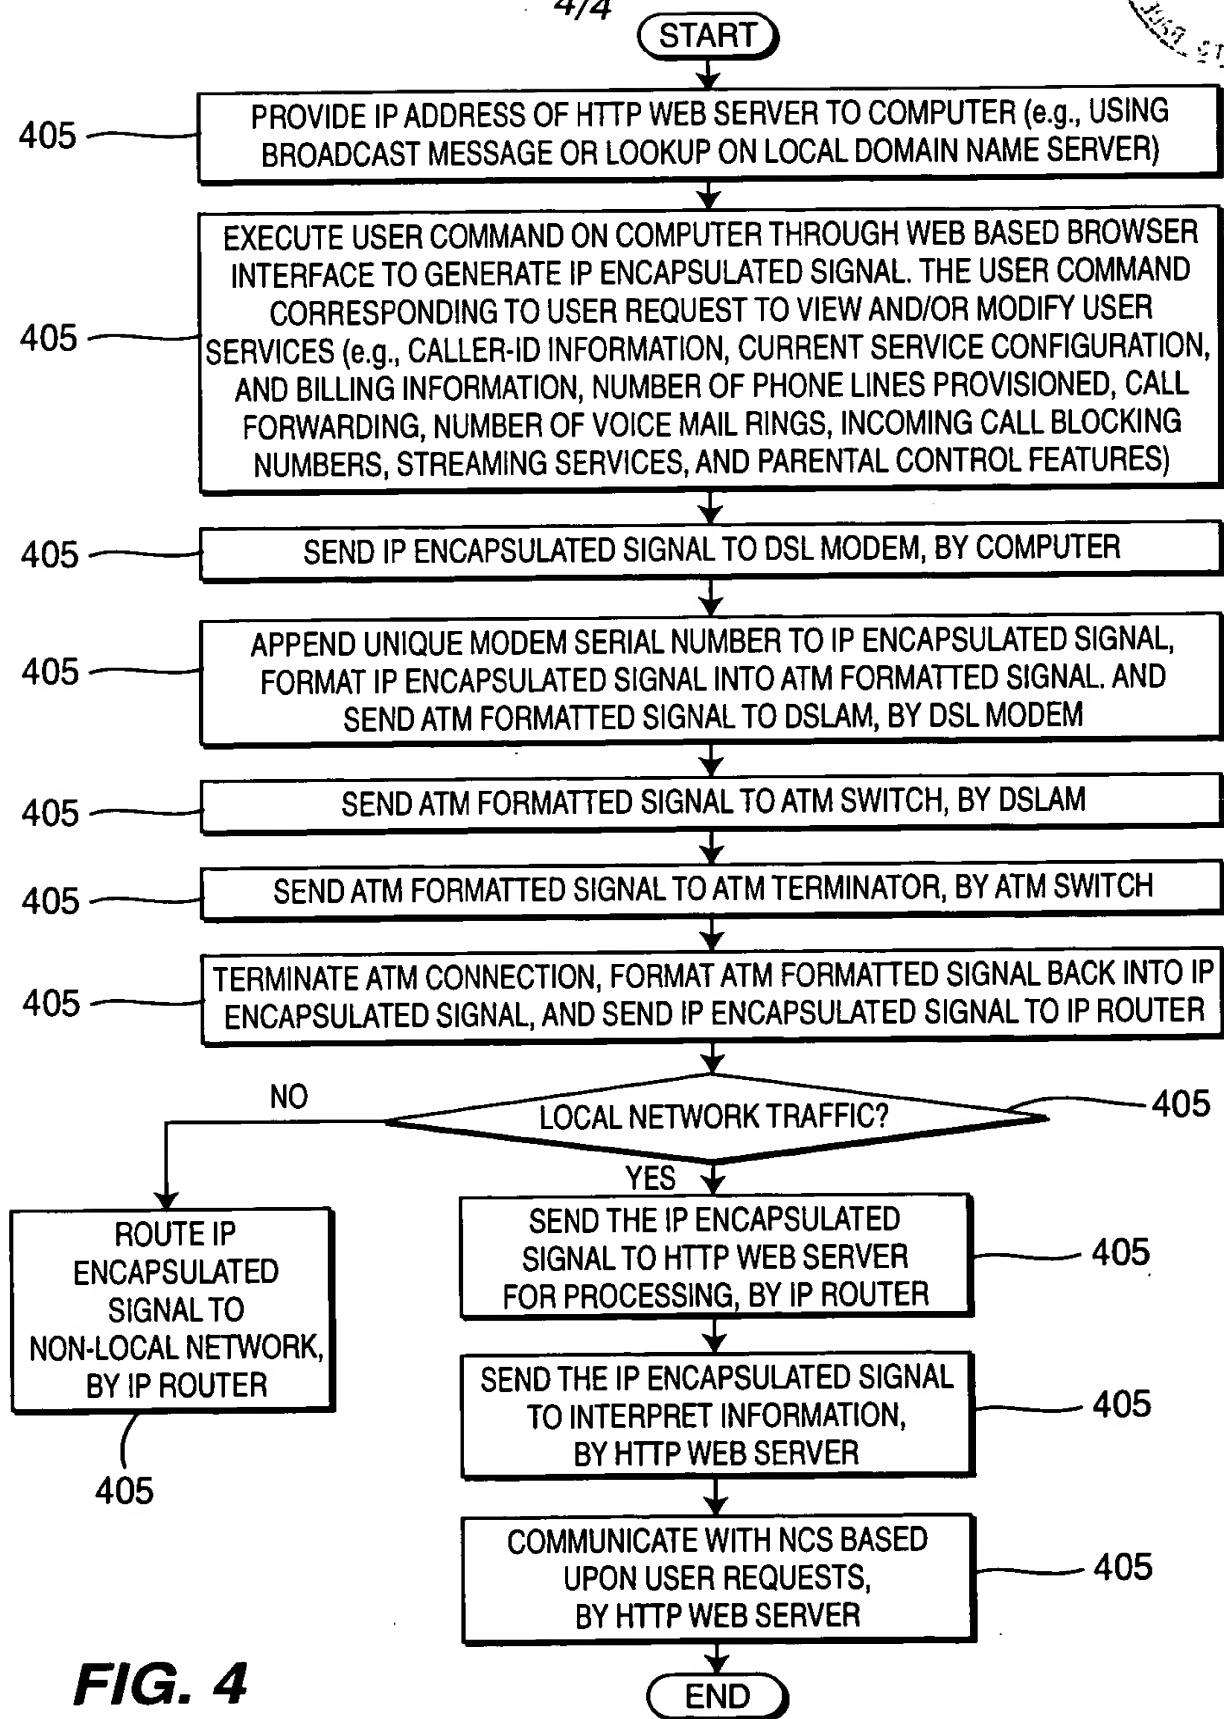 4/4
START
405
PROVIDE IP ADDRESS OF HTTP WEB SERVER TO COMPUTER (e.g., USING
BROADCAST MESSAGE OR LOOKUP ON LOCAL DOMAIN NAME SERVER)
405
EXECUTE USER COMMAND ON COMPUTER THROUGH WEB BASED BROWSER
INTERFACE TO GENERATE IP ENCAPSULATED SIGNAL. THE USER COMMAND
CORRESPONDING TO USER REQUEST TO VIEW AND/OR MODIFY USER
SERVICES (e.g., CALLER-ID INFORMATION, CURRENT SERVICE CONFIGURATION,
AND BILLING INFORMATION, NUMBER OF PHONE LINES PROVISIONED, CALL
FORWARDING, NUMBER OF VOICE MAIL RINGS, INCOMING CALL BLOCKING
NUMBERS, STREAMING SERVICES, AND PARENTAL CONTROL FEATURES)
405
SEND IP ENCAPSULATED SIGNAL TO DSL MODEM, BY COMPUTER
405
APPEND UNIQUE MODEM SERIAL NUMBER TO IP ENCAPSULATED SIGNAL,
FORMAT IP ENCAPSULATED SIGNAL INTO ATM FORMATTED SIGNAL. AND
SEND ATM FORMATTED SIGNAL TO DSLAM, BY DSL MODEM
405
SEND ATM FORMATTED SIGNAL TO ATM SWITCH, BY DSLAM
405
SEND ATM FORMATTED SIGNAL TO ATM TERMINATOR, BY ATM SWITCH
405
TERMINATE ATM CONNECTION, FORMAT ATM FORMATTED SIGNAL BACK INTO IP
ENCAPSULATED SIGNAL, AND SEND IP ENCAPSULATED SIGNAL TO IP ROUTER
NO
LOCAL NETWORK TRAFFIC?
405
YES
ROUTE IP
ENCAPSULATED
SIGNAL TO
NON-LOCAL NETWORK,
BY IP ROUTER
405
SEND THE IP ENCAPSULATED
SIGNAL TO HTTP WEB SERVER
FOR PROCESSING, BY IP ROUTER
405
SEND THE IP ENCAPSULATED SIGNAL
TO INTERPRET INFORMATION,
BY HTTP WEB SERVER
405
COMMUNICATE WITH NCS BASED
UPON USER REQUESTS,
BY HTTP WEB SERVER
405
END
FIG. 4